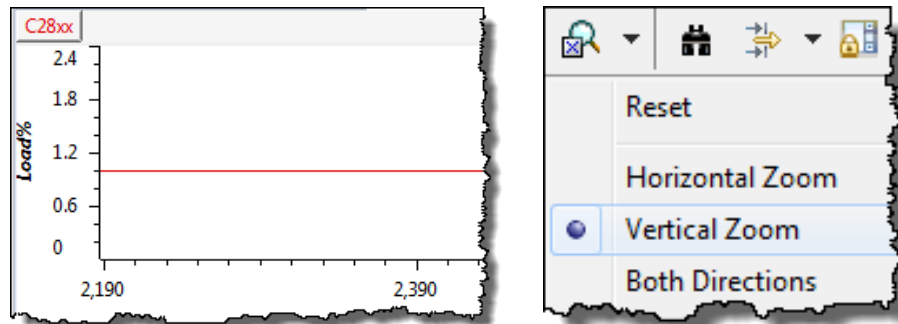 C28xx
2.4
1.8
Load%
1.2
0.6
0
2,190 2,390
Reset
Horizontal Zoom
Vertical Zoom
Both Directions